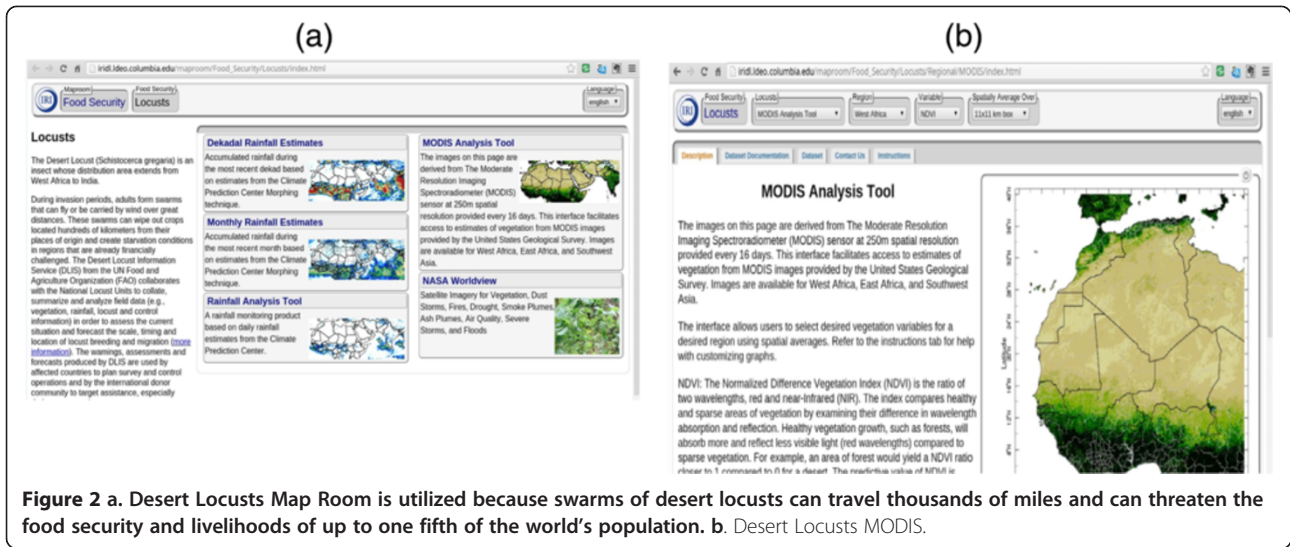 (a)
iridl.ldeo.columbia.edu/maproom/Food_Security/Locusts/index.html
Maproom
Food Security
Food Security
Locusts
Language
english
IRI
Locusts
The Desert Locust (Schistocerca gregaria) is an
insect whose distribution area extends from
West Africa to India.
During invasion periods, adults form swarms
that can fly or be carried by wind over great
distances. These swarms can wipe out crops
located hundreds of kilometers from their
places of origin and create starvation conditions
in regions that are already financially
challenged. The Desert Locust Information
Service (DLIS) from the UN Food and
Agriculture Organization (FAO) collaborates
with the National Locust Units to collate,
summarize and analyze field data (e.g.,
vegetation, rainfall, locust and control
information) in order to assess the current
situation and forecast the scale, timing and
location of locust breeding and migration (more
information). The warnings, assessments and
forecasts produced by DLIS are used by
affected countries to plan survey and control
operations and by the international donor
community to target assistance, especially
Dekadal Rainfall Estimates
Accumulated rainfall during
the most recent dekad based
on estimates from the Climate
Prediction Center Morphing
technique.
Monthly Rainfall Estimates
Accumulated rainfall during
the most recent month based
on estimates from the Climate
Prediction Center Morphing
technique.
Rainfall Analysis Tool
A rainfall monitoring product
based on daily rainfall
estimates from the Climate
Prediction Center.
MODIS Analysis Tool
The images on this page are
derived from The Moderate
Resolution Imaging
Spectroradiometer (MODIS)
sensor at 250m spatial
resolution provided every 16 days. This interface facilitates
access to estimates of vegetation from MODIS images
provided by the United States Geological Survey. Images
are available for West Africa, East Africa, and Southwest
Asia.
NASA Worldview
Satellite Imagery for Vegetation, Dust
Storms, Fires, Drought, Smoke Plumes,
Ash Plumes, Air Quality, Severe
Storms, and Floods
(b)
iridl.ldeo.columbia.edu/maproom/Food_Security/Locusts/Regional/MODIS/index.html
IRI
Food Security
Locusts
Locusts
MODIS Analysis Tool
Region
West Africa
Variable
NDVI
Spatially Average Over
11x11 km box
Language
english
Description Dataset Documentation Dataset Contact Us Instructions
MODIS Analysis Tool
The images on this page are derived from The Moderate Resolution
Imaging Spectroradiometer (MODIS) sensor at 250m spatial resolution
provided every 16 days. This interface facilitates access to estimates of
vegetation from MODIS images provided by the United States Geological
Survey. Images are available for West Africa, East Africa, and Southwest
Asia.
The interface allows users to select desired vegetation variables for a
desired region using spatial averages. Refer to the instructions tab for help
with customizing graphs.
NDVI: The Normalized Difference Vegetation Index (NDVI) is the ratio of
two wavelengths, red and near-Infrared (NIR). The index compares healthy
and sparse areas of vegetation by examining their difference in wavelength
absorption and reflection. Healthy vegetation growth, such as forests, will
absorb more and reflect less visible light (red wavelengths) compared to
sparse vegetation. For example, an area of forest would yield a NDVI ratio
closer to 1 compared to 0 for a desert. The predictive value of NDVI is
Latitude
Figure 2 a. Desert Locusts Map Room is utilized because swarms of desert locusts can travel thousands of miles and can threaten the
food security and livelihoods of up to one fifth of the world's population. b. Desert Locusts MODIS.